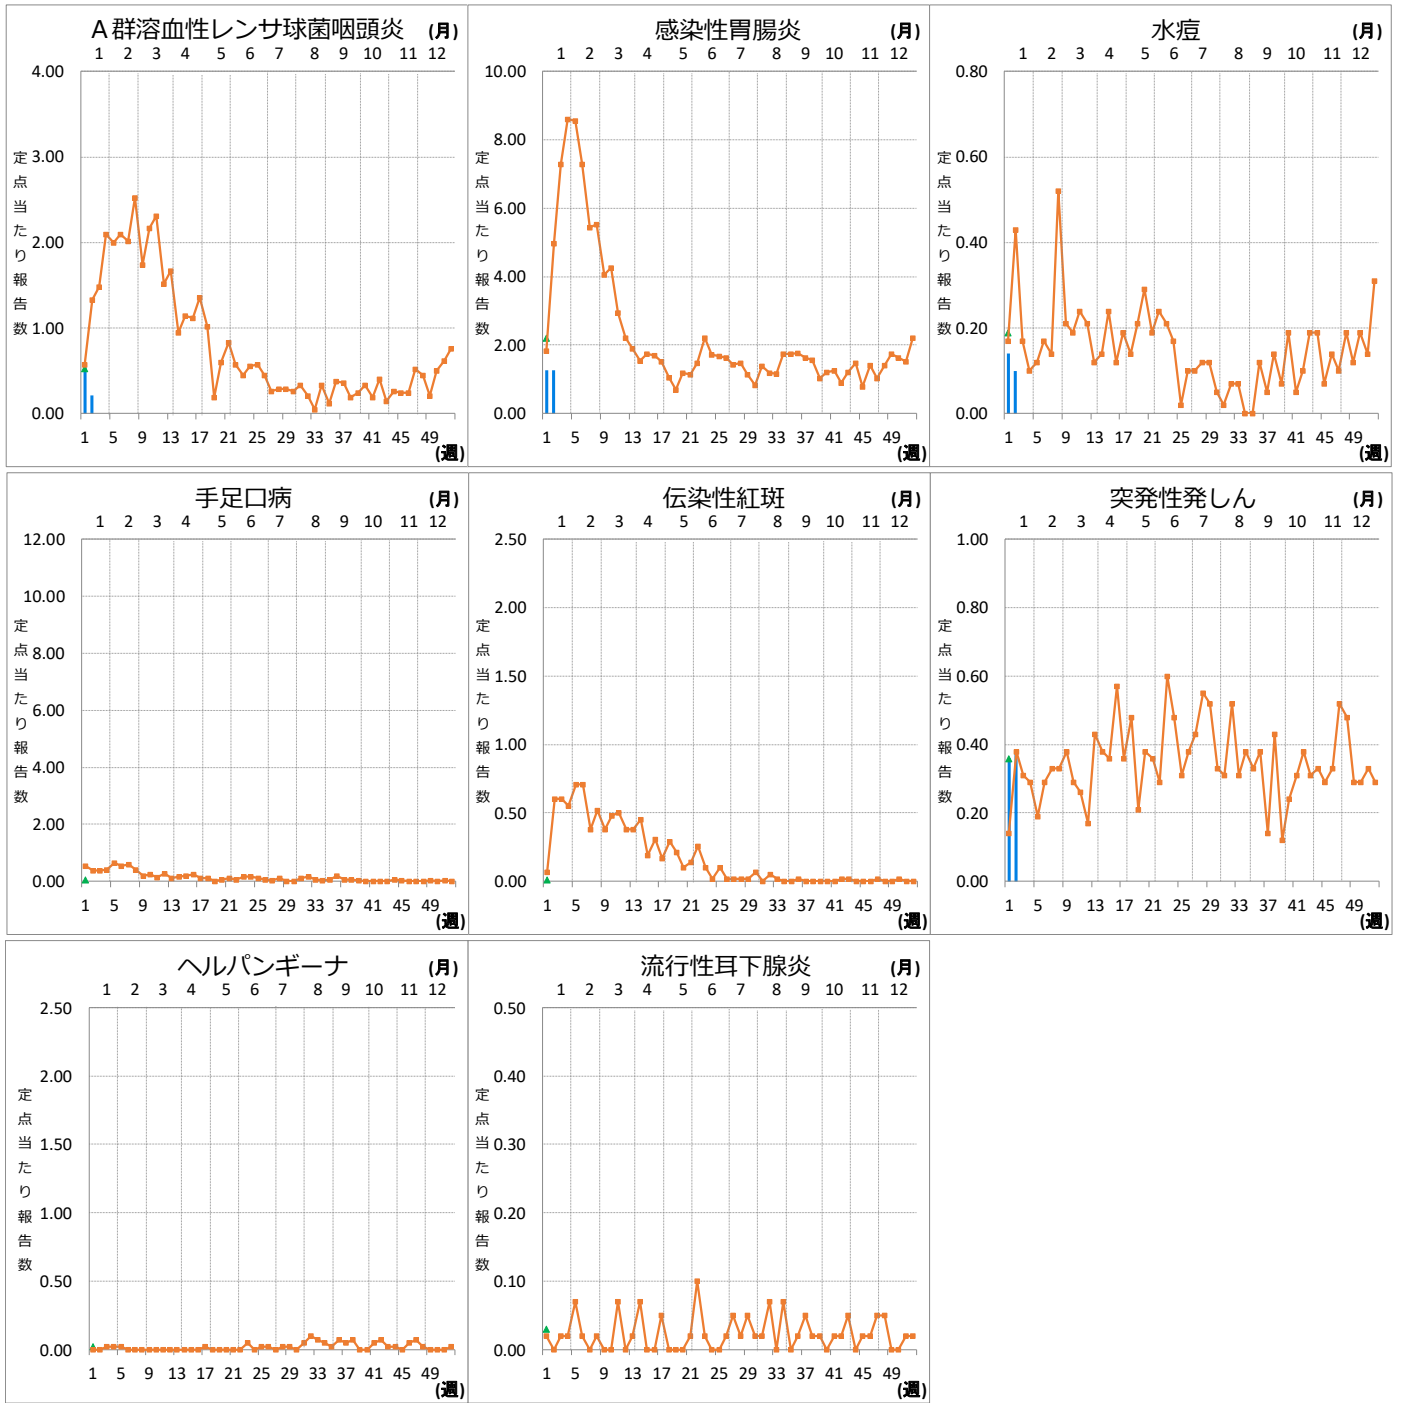 A群溶血性レンサ球菌咽頭炎 (月)
1 2 3 4 5 6 7 8 9 10 11 12
4.00
3.00
2.00
1.00
0.00
定点当たり報告数
1 5 9 13 17 21 25 29 33 37 41 45 49
(週)
感染性胃腸炎 (月)
1 2 3 4 5 6 7 8 9 10 11 12
10.00
8.00
6.00
4.00
2.00
0.00
定点当たり報告数
1 5 9 13 17 21 25 29 33 37 41 45 49
(週)
水痘 (月)
1 2 3 4 5 6 7 8 9 10 11 12
0.80
0.60
0.40
0.20
0.00
定点当たり報告数
1 5 9 13 17 21 25 29 33 37 41 45 49
(週)
手足口病 (月)
1 2 3 4 5 6 7 8 9 10 11 12
12.00
10.00
8.00
6.00
4.00
2.00
0.00
定点当たり報告数
1 5 9 13 17 21 25 29 33 37 41 45 49
(週)
伝染性紅斑 (月)
1 2 3 4 5 6 7 8 9 10 11 12
2.50
2.00
1.50
1.00
0.50
0.00
定点当たり報告数
1 5 9 13 17 21 25 29 33 37 41 45 49
(週)
突発性発しん (月)
1 2 3 4 5 6 7 8 9 10 11 12
1.00
0.80
0.60
0.40
0.20
0.00
定点当たり報告数
1 5 9 13 17 21 25 29 33 37 41 45 49
(週)
ヘルパンギーナ (月)
1 2 3 4 5 6 7 8 9 10 11 12
2.50
2.00
1.50
1.00
0.50
0.00
定点当たり報告数
1 5 9 13 17 21 25 29 33 37 41 45 49
(週)
流行性耳下腺炎 (月)
1 2 3 4 5 6 7 8 9 10 11 12
0.50
0.40
0.30
0.20
0.10
0.00
定点当たり報告数
1 5 9 13 17 21 25 29 33 37 41 45 49
(週)